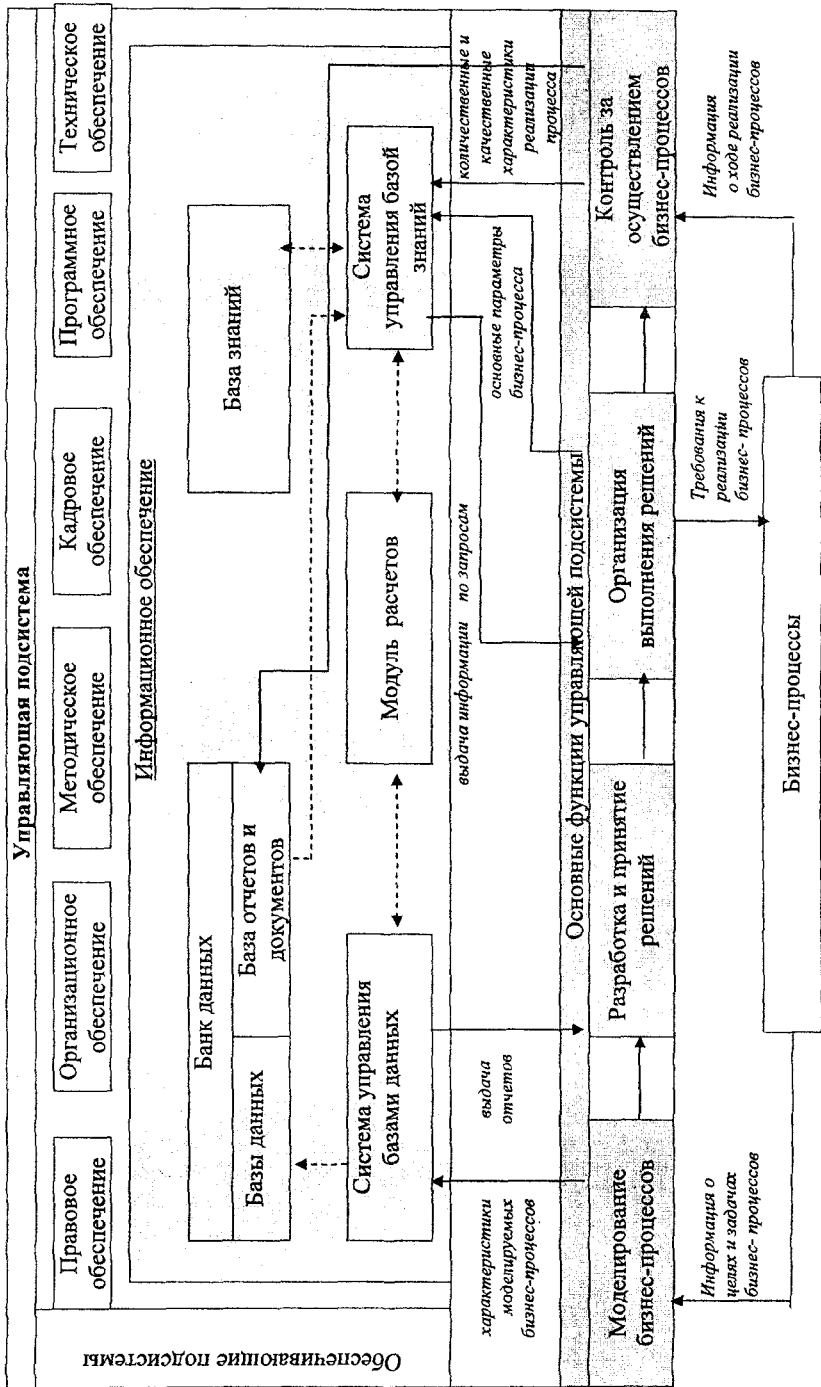 Управляющая подсистема
Обеспечивающие подсистемы
Правовое
обеспечение
Организационное
обеспечение
Методическое
обеспечение
Кадровое
обеспечение
Программное
обеспечение
Техническое
обеспечение
Информационное обеспечение
Банк данных
Базы данных
База отчетов и
документов
База знаний
Система управления
базами данных
Модуль расчетов
Система
управления базой
знаний
характеристики
моделируемых
бизнес-процессов
выдача
отчетов
выдача информации по запросам
основные параметры
бизнес-процесса
количественные и
качественные
характеристики
реализации
процесса
Основные функции управляющей подсистемы
Моделирование
бизнес-процессов
Разработка и принятие
решений
Организация
выполнения решений
Контроль за
осуществлением
бизнес-процессов
Информация о
целях и задачах
бизнес- процессов
Требования к
реализации
бизнес- процессов
Информация
о ходе реализации
бизнес-процессов
Бизнес-процессы